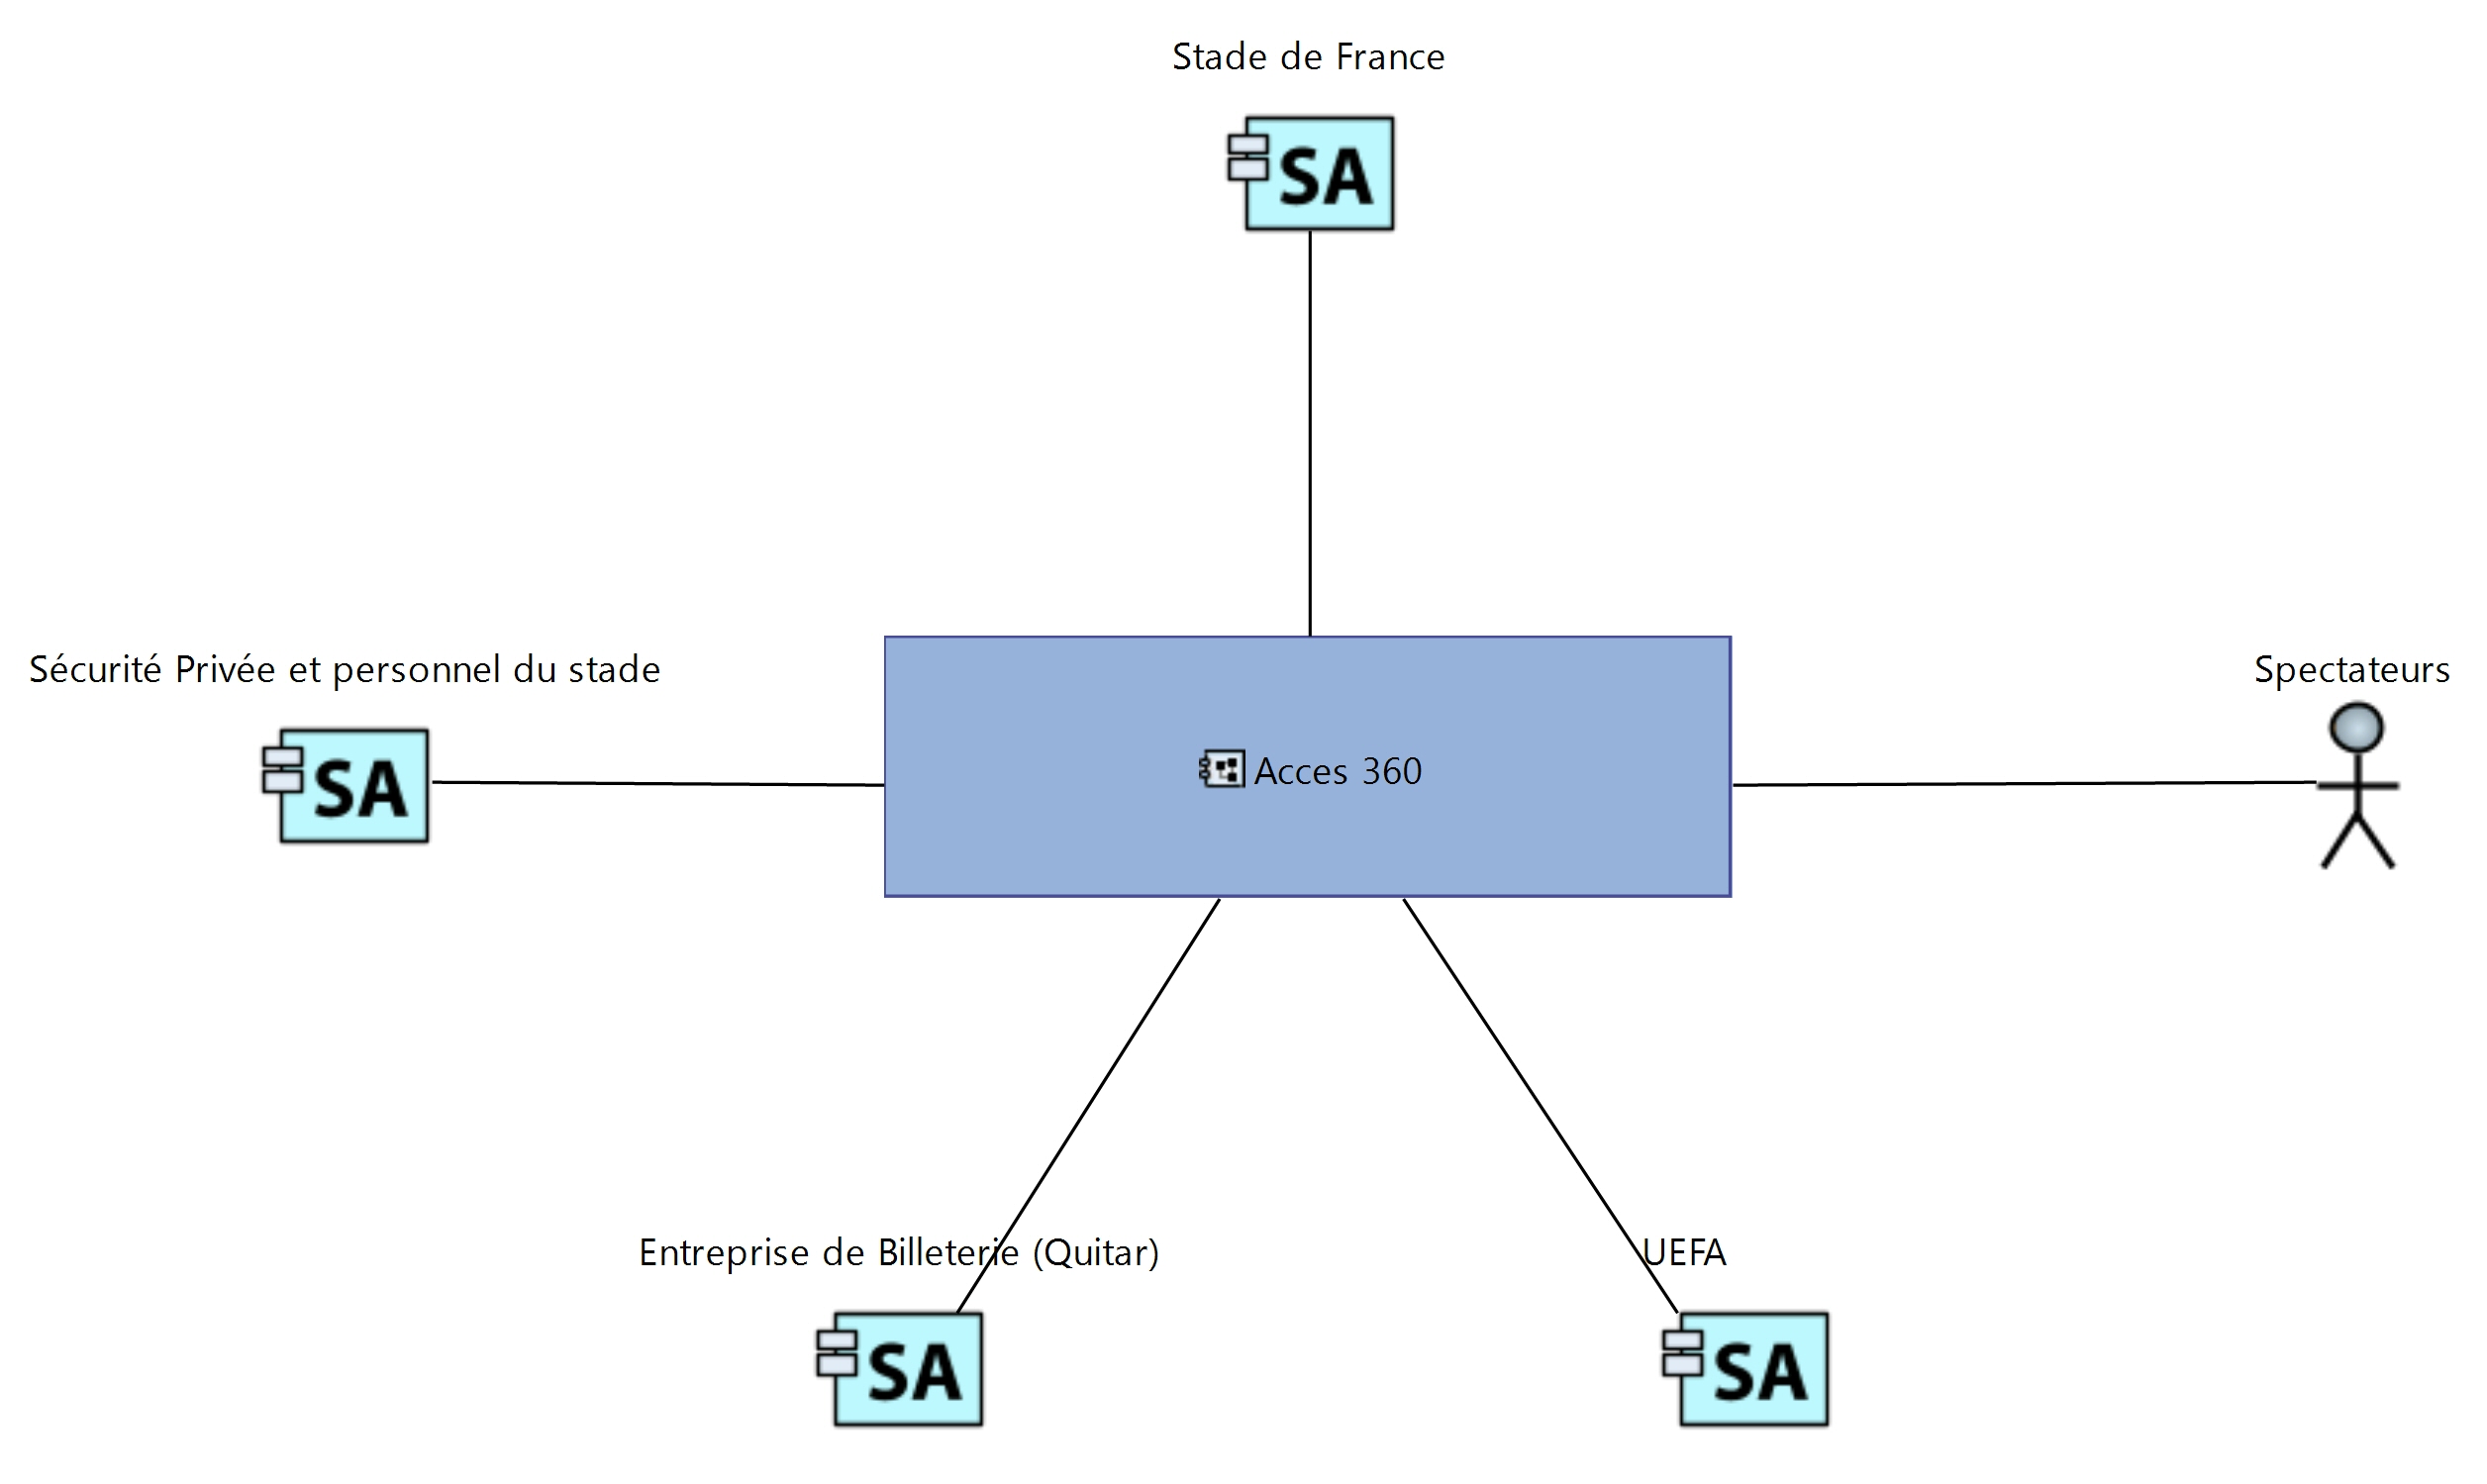 Stade de France
SA
Sécurité Privée et personnel du stade
SA
Acces 360
Spectateurs
Entreprise de Billeterie (Quitar)
SA
UEFA
SA